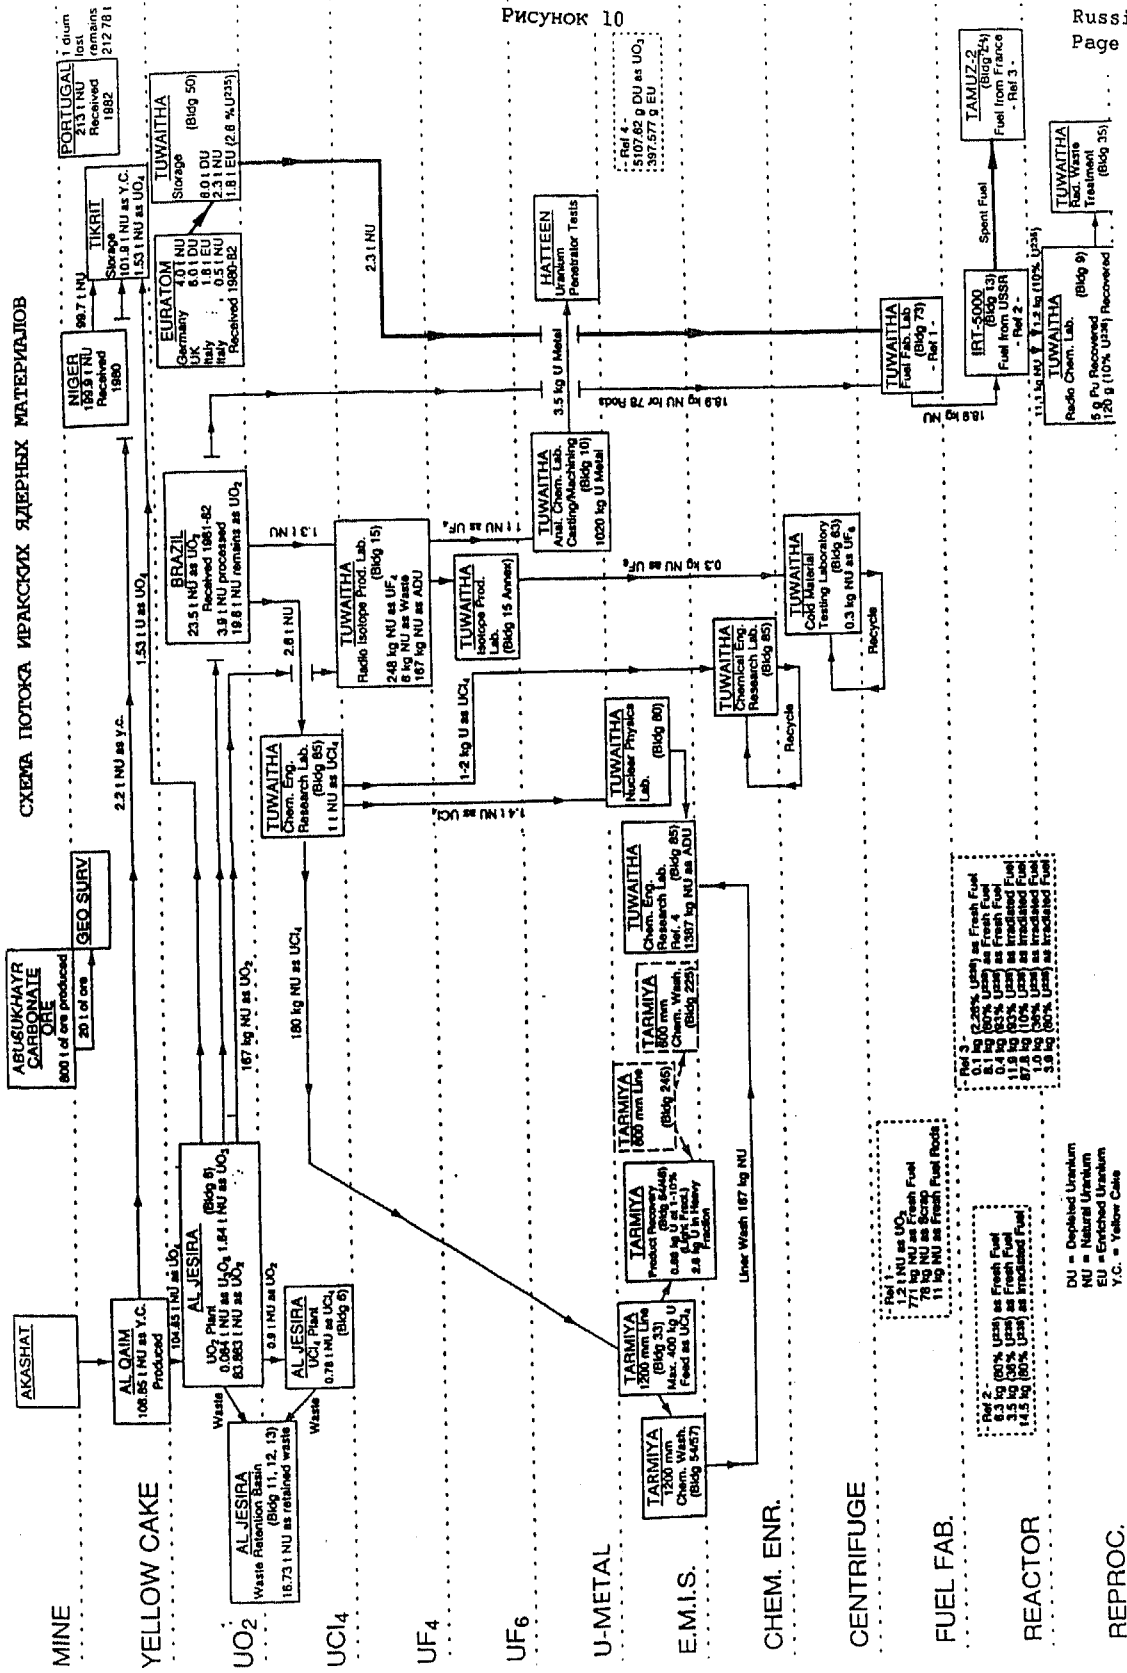 Рисунок 10
Russi
Page
СХЕМА ПОТОКА ИРАКСКИХ ЯДЕРНЫХ МАТЕРИАЛОВ
MINE
AKASHAT
ABUSUKHAYR
CARBONATE
ORE
800 t of ore produced
20 t of ore
GEO SURV
NIGER
199.9 t NU
Received
1980
99.7 t NU
PORTUGAL
213 t NU
Received
1982
1 drum
lost
remains
212 78 t
YELLOW CAKE
AL QAIM
108.85 t NU as Y.C.
Produced
2.2 t NU as y.c.
1.53 t U as UO₄
TIKRIT
Storage
101.9 t NU as Y.C.
1.53 t NU as UO₄
104.65 t NU as UO₄
UO₂
AL JESIRA
Waste Retention Basin
(Bldg 11, 12, 13)
16.73 t NU as retained waste
Waste
AL JESIRA
UO₂ Plant (Bldg 6)
0.064 t NU as U₃O₈ 1.64 t NU as UO₃
83.663 t NU as UO₂
0.9 t NU as UO₂
167 kg NU as UO₂
BRAZIL
23.5 t NU as UO₂
Received 1981-82
3.9 t NU processed
19.6 t NU remains as UO₂
EURATOM
Germany 4.0 t NU
UK 6.0 t DU
Italy 1.8 t EU
Italy 0.5 t NU
Received 1980-82
TUWAITHA
Storage (Bldg 50)
6.0 t DU
2.3 t NU
1.8 t EU (2.6 % U²³⁵)
UCl₄
AL JESIRA
UCl₄ Plant
0.78 t NU as UCl₄
(Bldg 6)
Waste
TUWAITHA
Chem. Eng.
Research Lab.
(Bldg 85)
1 t NU as UCl₄
2.6 t NU
1.3 t NU
180 kg NU as UCl₄
1.4 t NU as UCl₄
1-2 kg U as UCl₄
UF₄
TUWAITHA
Radio Isotope Prod. Lab.
(Bldg 15)
248 kg NU as UF₄
6 kg NU as Waste
167 kg NU as ADU
1 t NU as UF₄
2.3 t NU
UF₆
TUWAITHA
Isotope Prod.
Lab.
(Bldg 15 Annex)
0.3 kg NU as UF₆
U-METAL
TUWAITHA
Anal. Chem. Lab.
Casting/Machining
(Bldg 10)
1020 kg U Metal
3.5 kg U Metal
HATTEEN
Uranium
Penetrator Tests
- Ref 4 -
5107.62 g DU as UO₃
397.577 g EU
18.9 kg NU for 78 Rods
E.M.I.S.
TARMIYA
1200 mm
Chem. Wash.
(Bldg 54/57)
TARMIYA
1200 mm Line
(Bldg 33)
Max. 400 kg U
Feed as UCl₄
TARMIYA
Product Recovery
0.68 kg U at 1-10%
(Light Fract.)
2.6 kg U in Heavy
Fraction
TARMIYA
600 mm Line
(Bldg 245)
TARMIYA
600 mm
Chem. Wash.
(Bldg 225)
TUWAITHA
Chem. Eng.
Research Lab.
Ref. 4 (Bldg 85)
1387 kg NU as ADU
TUWAITHA
Nuclear Physics
Lab.
(Bldg 80)
Liner Wash 167 kg NU
CHEM. ENR.
TUWAITHA
Chemical Eng.
Research Lab.
(Bldg 85)
Recycle
CENTRIFUGE
TUWAITHA
Cold Material
Testing Laboratory
(Bldg 63)
0.3 kg NU as UF₆
Recycle
FUEL FAB.
- Ref 1 -
1.2 t NU as UO₂
771 kg NU as Fresh Fuel
78 kg NU as Scrap
11 kg NU as Fresh Fuel Rods
TUWAITHA
Fuel Fab. Lab
(Bldg 73)
- Ref 1 -
18.9 kg NU
REACTOR
- Ref 2 -
6.3 kg (80% U²³⁵) as Fresh Fuel
3.5 kg (36% U²³⁵) as Fresh Fuel
14.5 kg (80% U²³⁵) as Irradiated Fuel
- Ref 3 -
0.1 kg (2.26% U²³⁵) as Fresh Fuel
8.1 kg (80% U²³⁵) as Fresh Fuel
0.4 kg (93% U²³⁵) as Fresh Fuel
11.9 kg (93% U²³⁵) as Irradiated Fuel
87.8 kg (10% U²³⁵) as Irradiated Fuel
1.0 kg (36% U²³⁵) as Irradiated Fuel
3.9 kg (80% U²³⁵) as Irradiated Fuel
IRT-5000
(Bldg 13)
Fuel from USSR
- Ref 2 -
Spent Fuel
TAMUZ-2
(Bldg 24)
Fuel from France
- Ref 3 -
11.1 kg NU
1.2 kg (10% U²³⁵)
REPROC.
DU = Depleted Uranium
NU = Natural Uranium
EU = Enriched Uranium
Y.C. = Yellow Cake
TUWAITHA
Radio Chem. Lab.
(Bldg 9)
5 g Pu Recovered
120 g (10% U²³⁵) Recovered
TUWAITHA
Rad. Waste
Treatment
(Bldg 35)